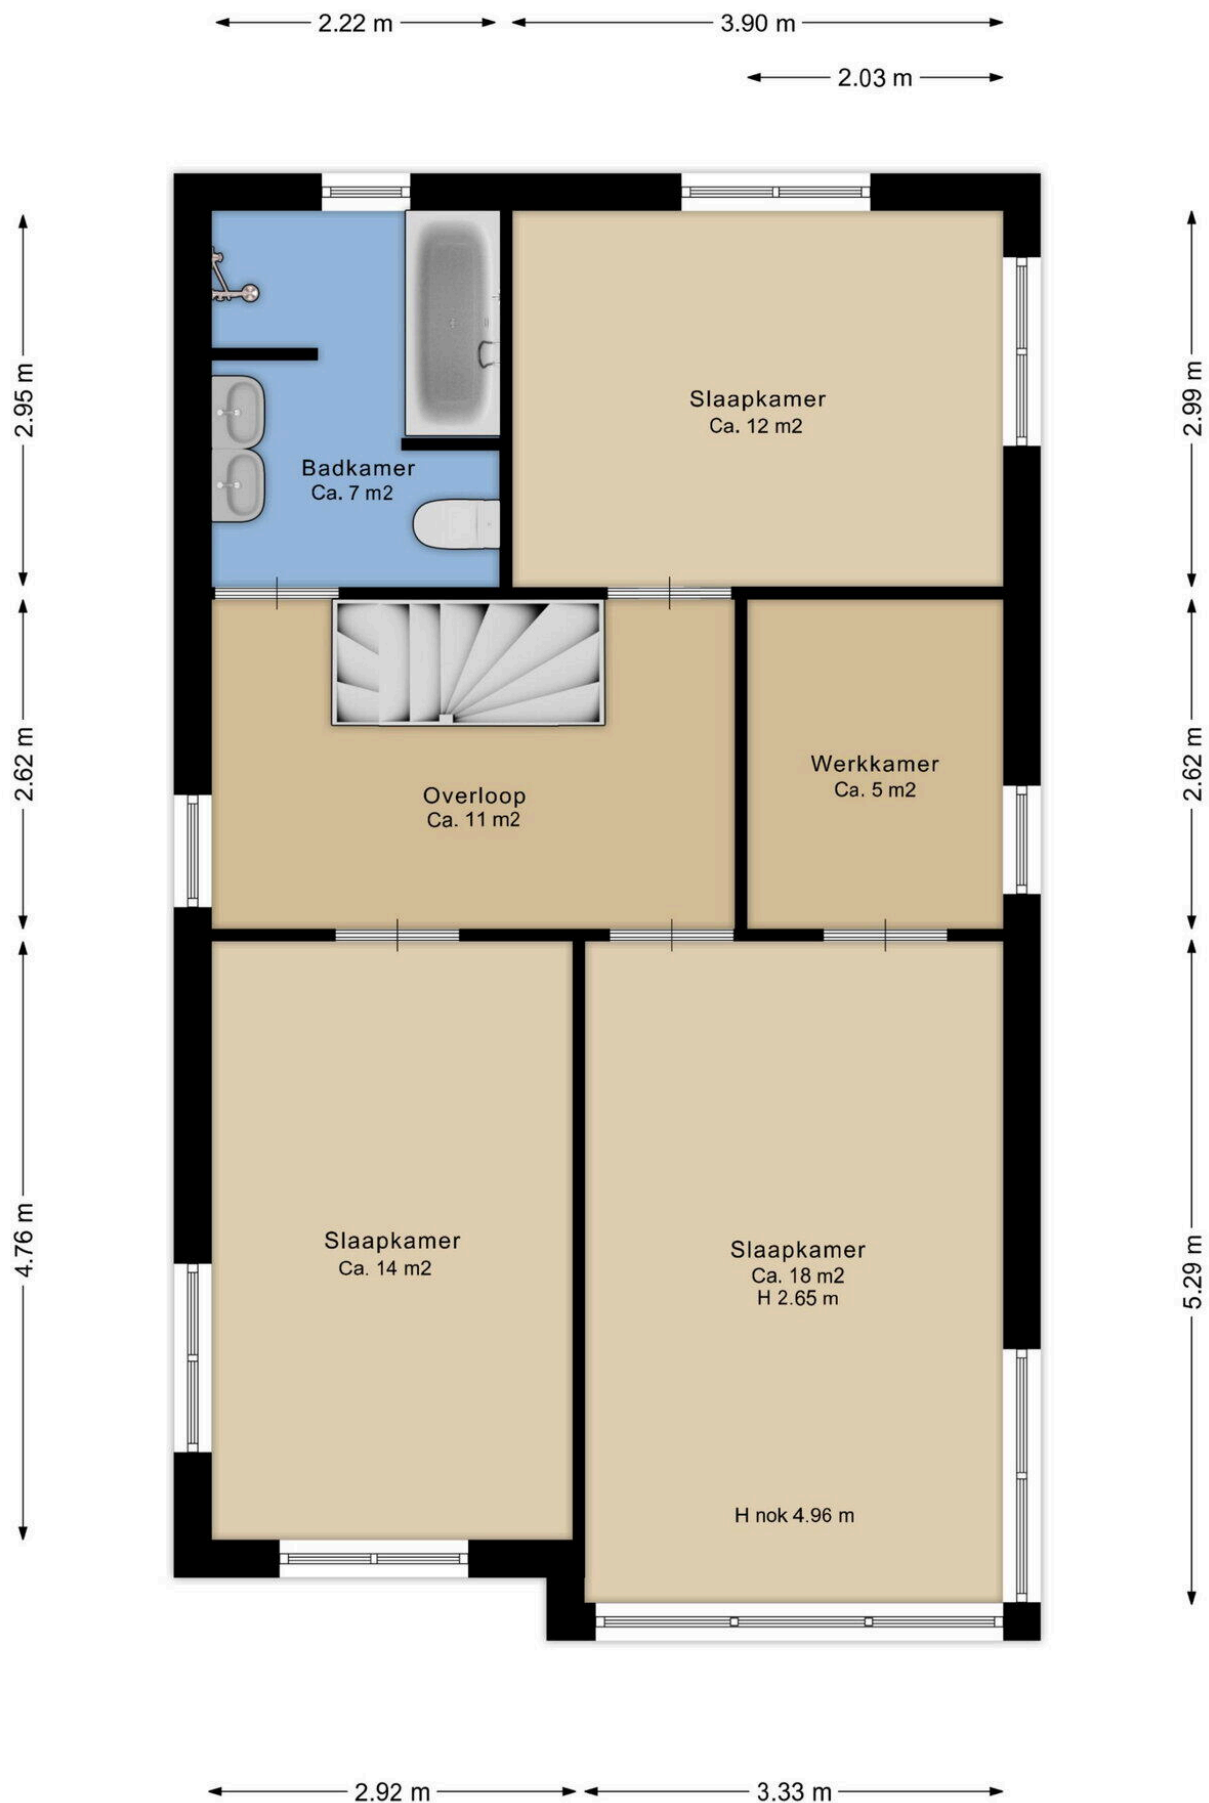 2.22 m
3.90 m
2.03 m
2.95 m
2.99 m
Slaapkamer
Ca. 12 m2
Badkamer
Ca. 7 m2
2.62 m
2.62 m
Werkkamer
Ca. 5 m2
Overloop
Ca. 11 m2
4.76 m
5.29 m
Slaapkamer
Ca. 14 m2
Slaapkamer
Ca. 18 m2
H 2.65 m
H nok 4.96 m
2.92 m
3.33 m